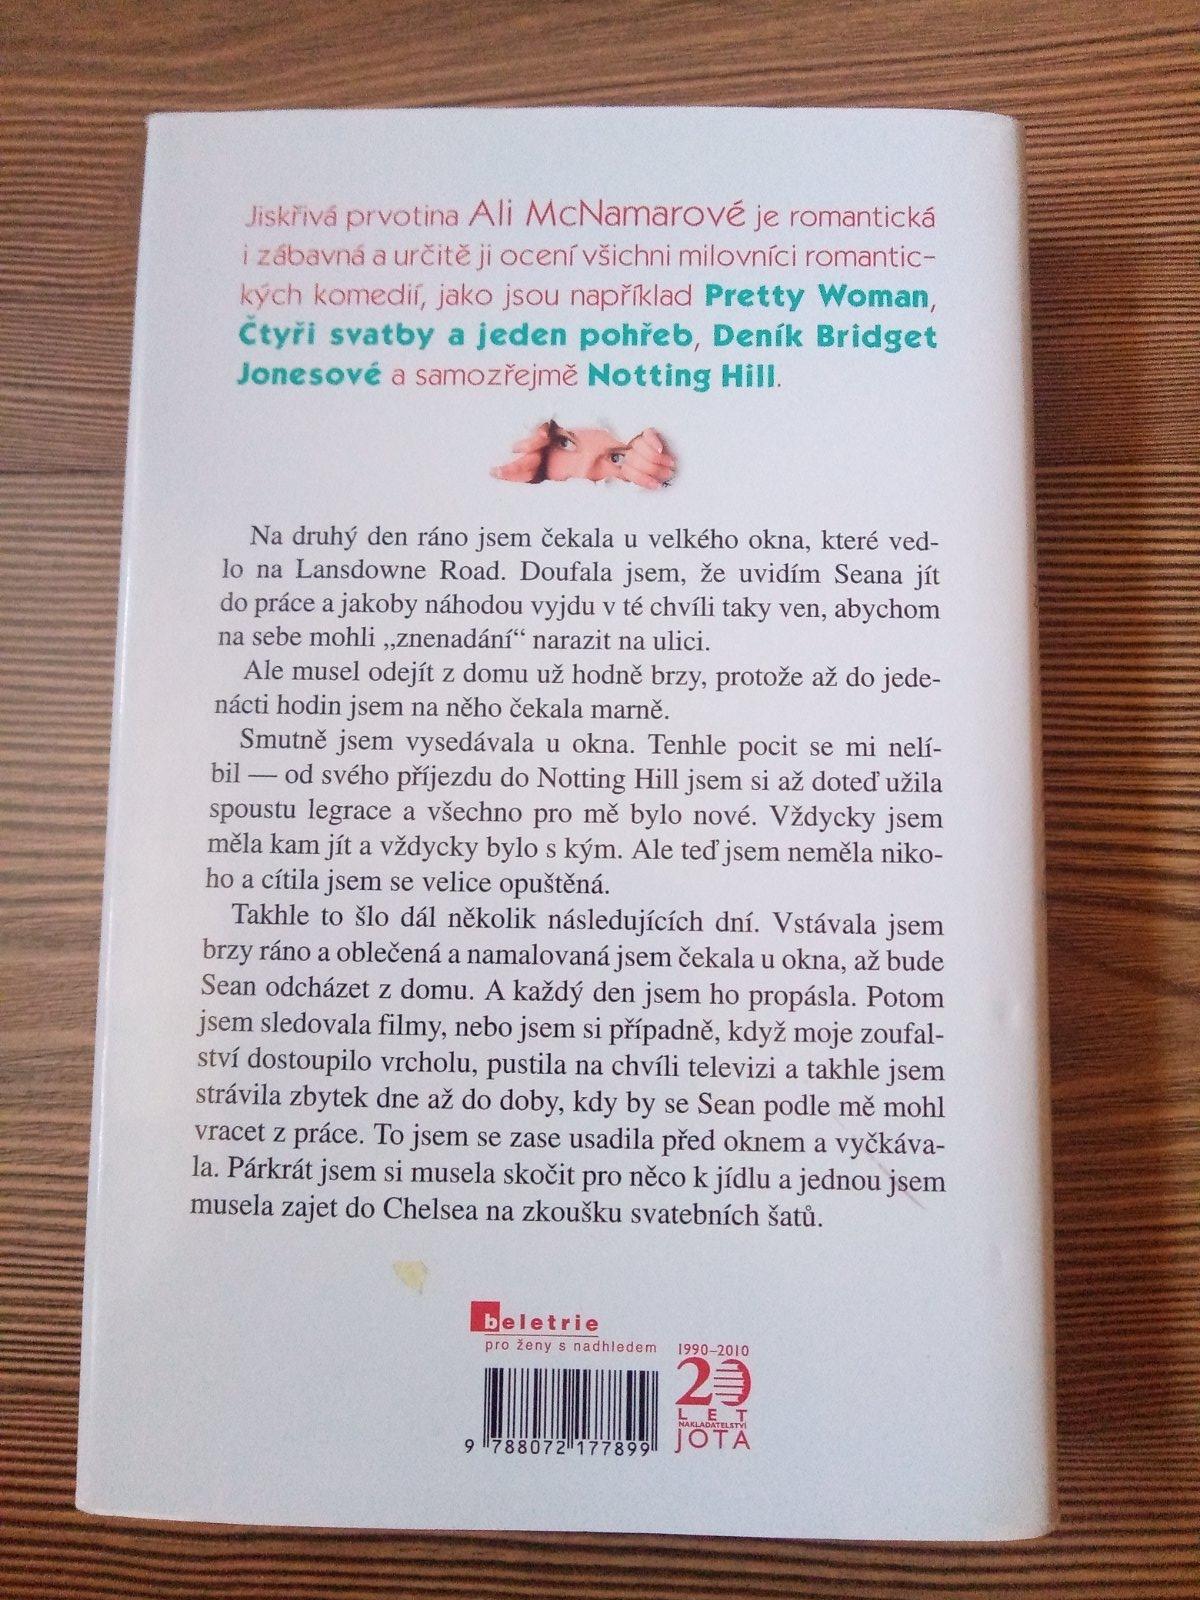 Jiskřivá prvotina Ali McNamarové je romantická
i zábavná a určitě ji ocení všichni milovníci romantic-
kých komedií, jako jsou například Pretty Woman,
Čtyři svatby a jeden pohřeb, Deník Bridget
Jonesové a samozřejmě Notting Hill.
Na druhý den ráno jsem čekala u velkého okna, které ved-
lo na Lansdowne Road. Doufala jsem, že uvidím Seana jít
do práce a jakoby náhodou vyjdu v té chvíli taky ven, abychom
na sebe mohli „znenadání“ narazit na ulici.
Ale musel odejít z domu už hodně brzy, protože až do jede-
nácti hodin jsem na něho čekala marně.
Smutně jsem vysedávala u okna. Tenhle pocit se mi nelí-
bil — od svého příjezdu do Notting Hill jsem si až doteď užila
spoustu legrace a všechno pro mě bylo nové. Vždycky jsem
měla kam jít a vždycky bylo s kým. Ale teď jsem neměla niko-
ho a cítila jsem se velice opuštěná.
Takhle to šlo dál několik následujících dní. Vstávala jsem
brzy ráno a oblečená a namalovaná jsem čekala u okna, až bude
Sean odcházet z domu. A každý den jsem ho propásla. Potom
jsem sledovala filmy, nebo jsem si případně, když moje zoufal-
ství dostoupilo vrcholu, pustila na chvíli televizi a takhle jsem
strávila zbytek dne až do doby, kdy by se Sean podle mě mohl
vracet z práce. To jsem se zase usadila před oknem a vyčkáva-
la. Párkrát jsem si musela skočit pro něco k jídlu a jednou jsem
musela zajet do Chelsea na zkoušku svatebních šatů.
beletrie
pro ženy s nadhledem
1990–2010
20
LET
NAKLADATELSTVÍ
JOTA
9 788072 177899